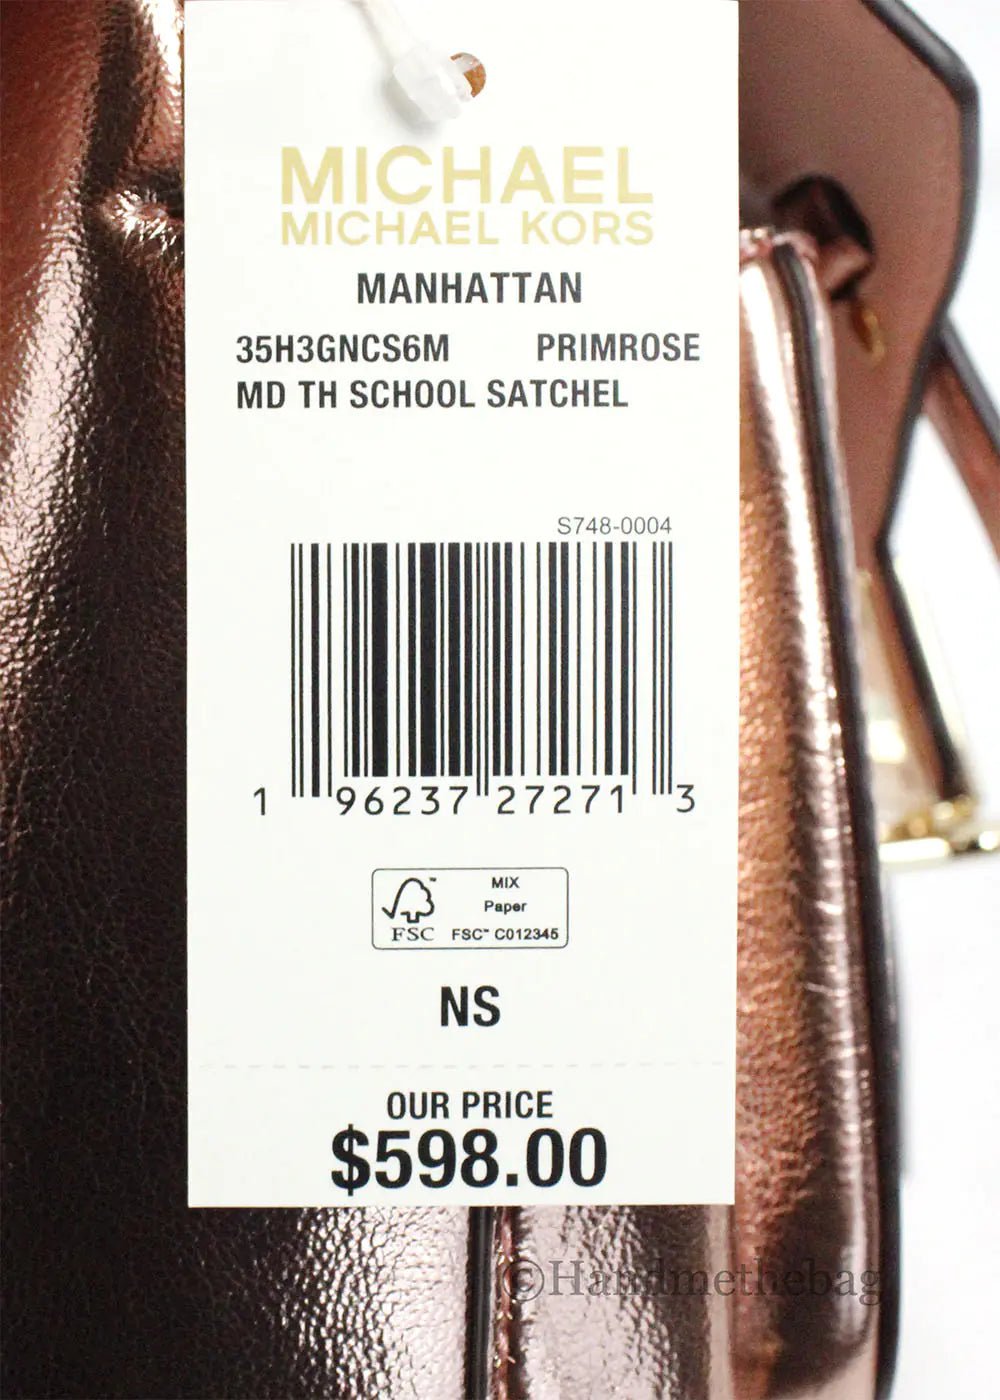 MICHAEL
MICHAEL KORS
MANHATTAN
35H3GNCS6M PRIMROSE
MD TH SCHOOL SATCHEL
S748-0004
1 96237 27271 3
FSC™
MIX
Paper
FSC™ C012345
NS
OUR PRICE
$598.00
©Handmethebag